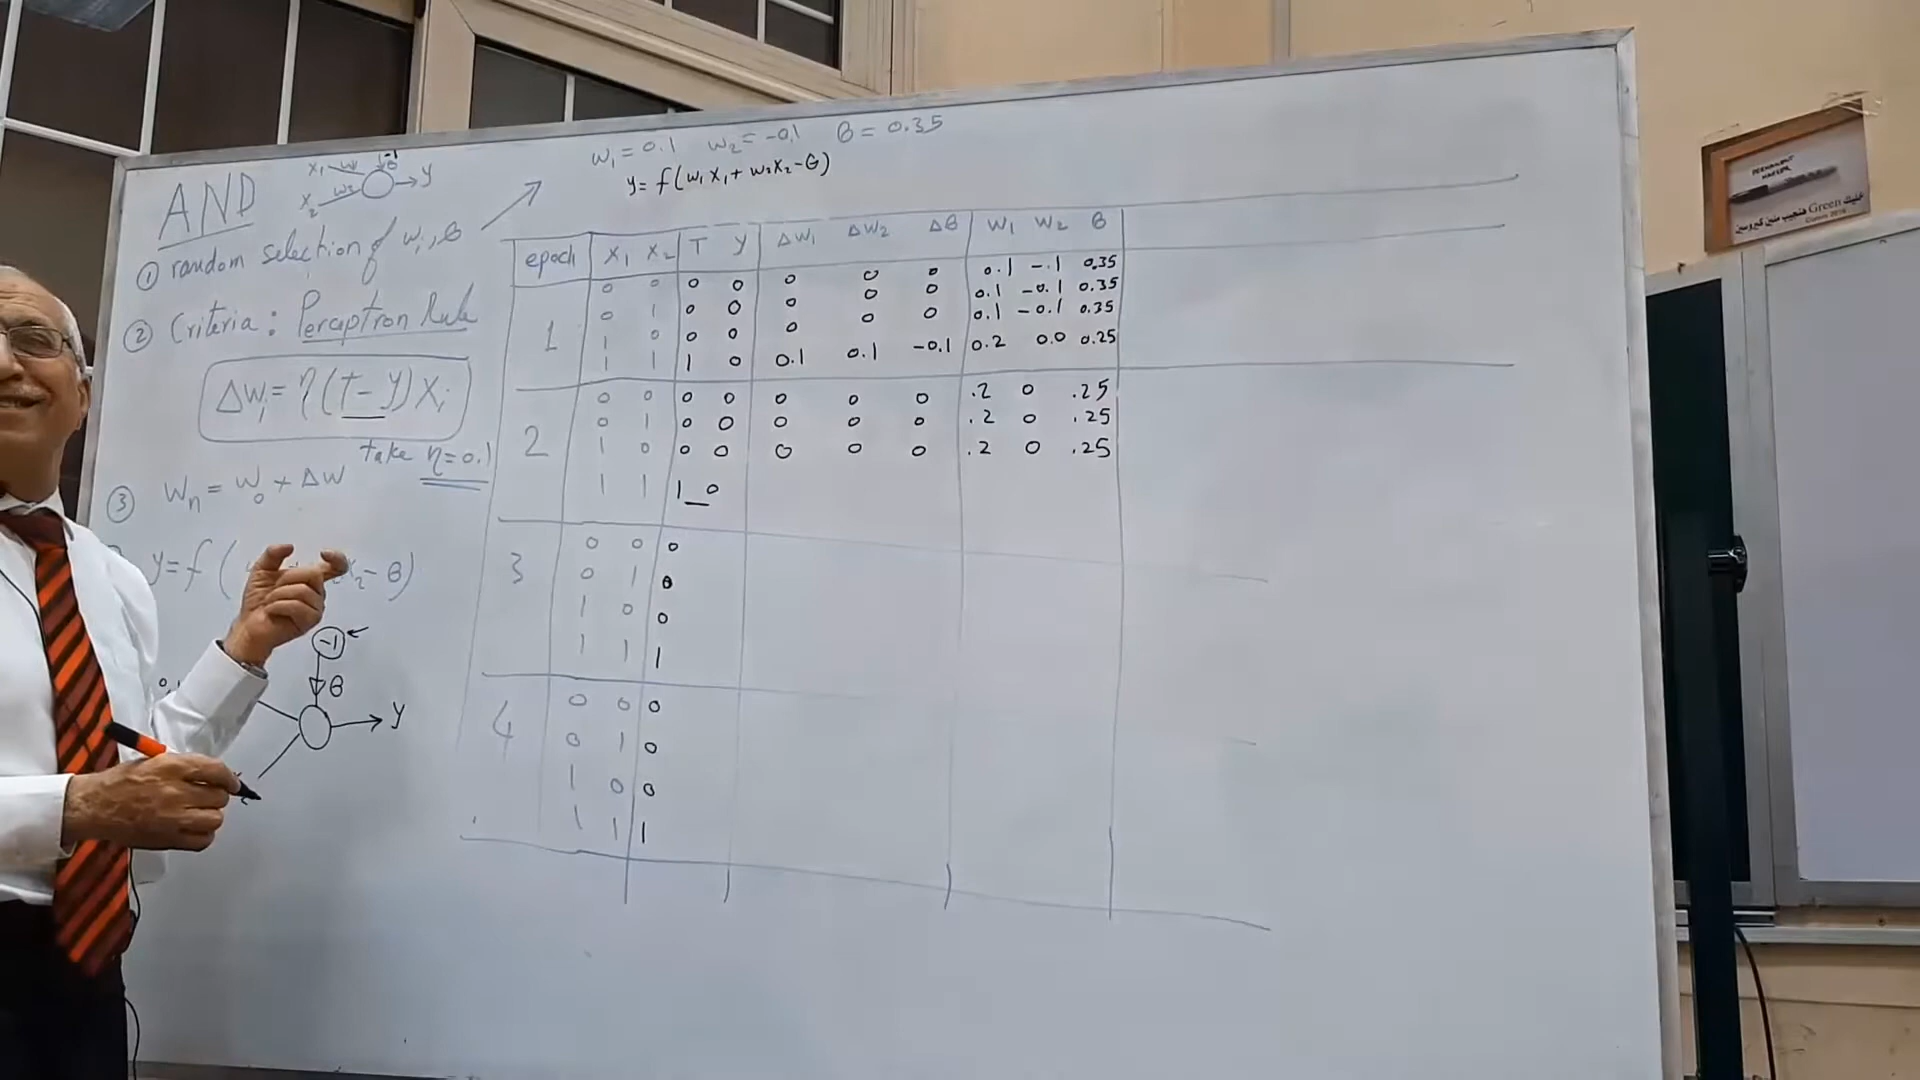 w₁ = 0.1 w₂ = -0.1 θ = 0.35
y = f(w₁x₁ + w₂x₂ - θ)
AND
x₁ w₁ -1 θ y
x₂ w₂
① random selection of wᵢ, θ
② Criteria: Perceptron Rule
Δwᵢ = η(T-y)xᵢ
take η=0.1
③ Wn = W₀ + ΔW
y = f( x₂ - θ)
-1
θ
y
epoch x₁ x₂ T y Δw₁ Δw₂ Δθ w₁ w₂ θ
1
0 0 0 0 0 0 0 0.1 -.1 0.35
0 1 0 0 0 0 0 0.1 -0.1 0.35
1 0 0 0 0 0 0 0.1 -0.1 0.35
1 1 1 0 0.1 0.1 -0.1 0.2 0.0 0.25
2
0 0 0 0 0 0 0 .2 0 .25
0 1 0 0 0 0 0 .2 0 .25
1 0 0 0 0 0 0 .2 0 .25
1 1 1 0
3
0 0 0
0 1 0
1 0 0
1 1 1
4
0 0 0
0 1 0
1 0 0
1 1 1
PERMANENT MARKER
Green